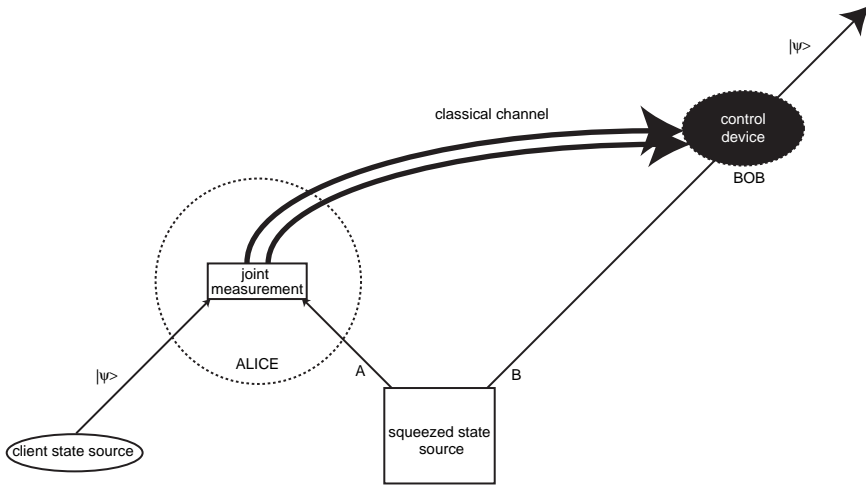 |ψ>
control
device
classical channel
BOB
joint
measurement
ALICE
|ψ>
A
B
squeezed state
source
client state source